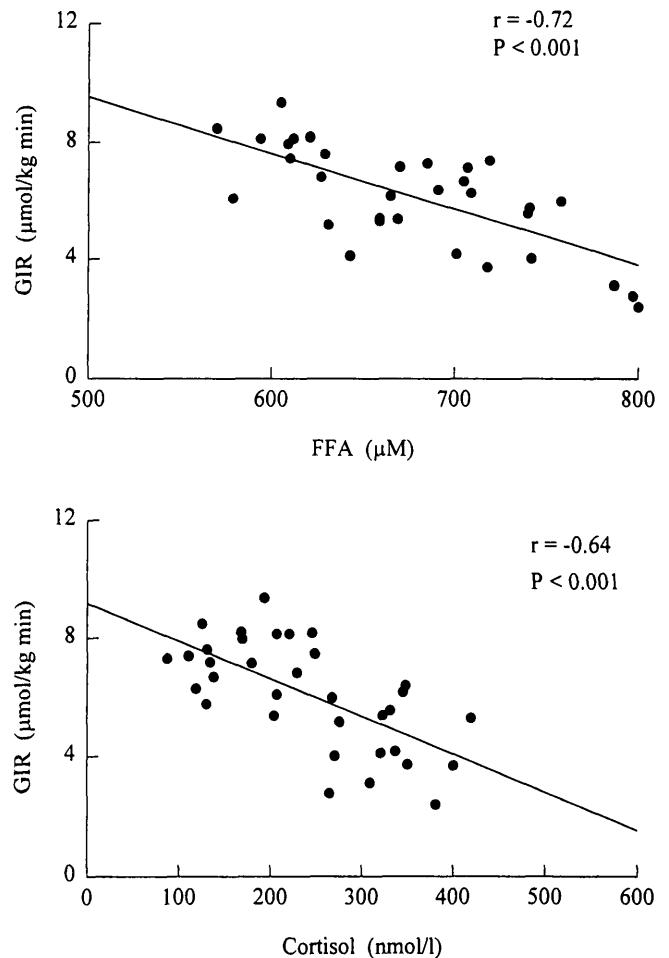 12
r = -0.72
P < 0.001
8
GIR (μmol/kg min)
4
0
500 600 700 800
FFA (μM)
12
r = -0.64
P < 0.001
8
GIR (μmol/kg min)
4
0
0 100 200 300 400 500 600
Cortisol (nmol/l)